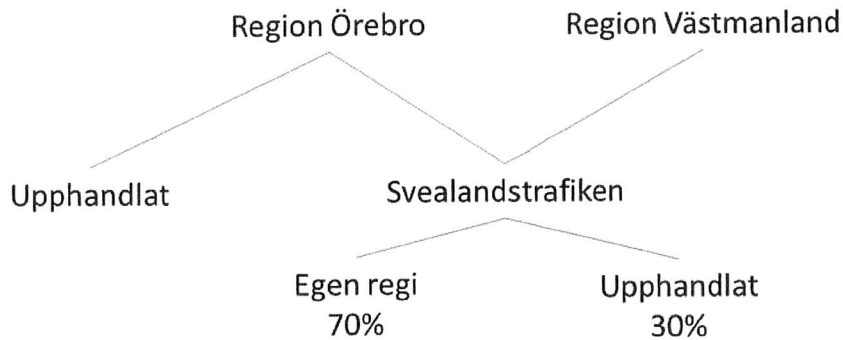 Region Örebro
Region Västmanland
Upphandlat
Svealandstrafiken
Egen regi
70%
Upphandlat
30%